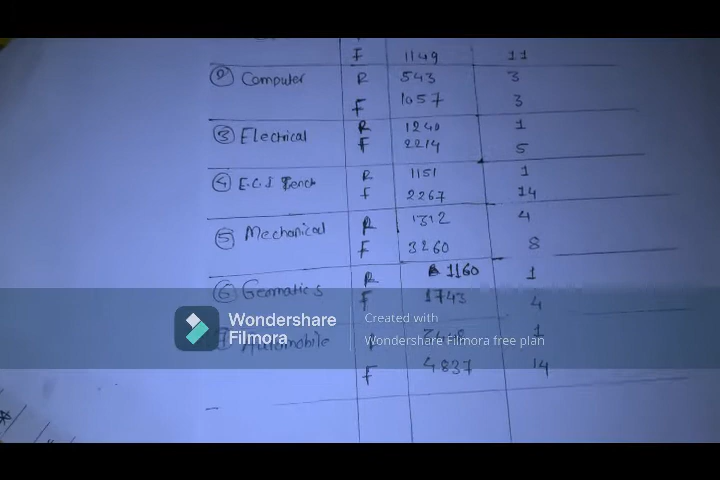 F 1149 11
② Computer R 543 3
F 1057 3
③ Electrical R 1240 1
F 2214 5
④ R 1151 1
F 2267 14
⑤ Mechanical R 1312 4
F 3260 8
⑥ Geomatics R 1160 1
F 1743 4
Wondershare
Filmora
Created with
Wondershare Filmora free plan
Automobile 1
F 4837 14